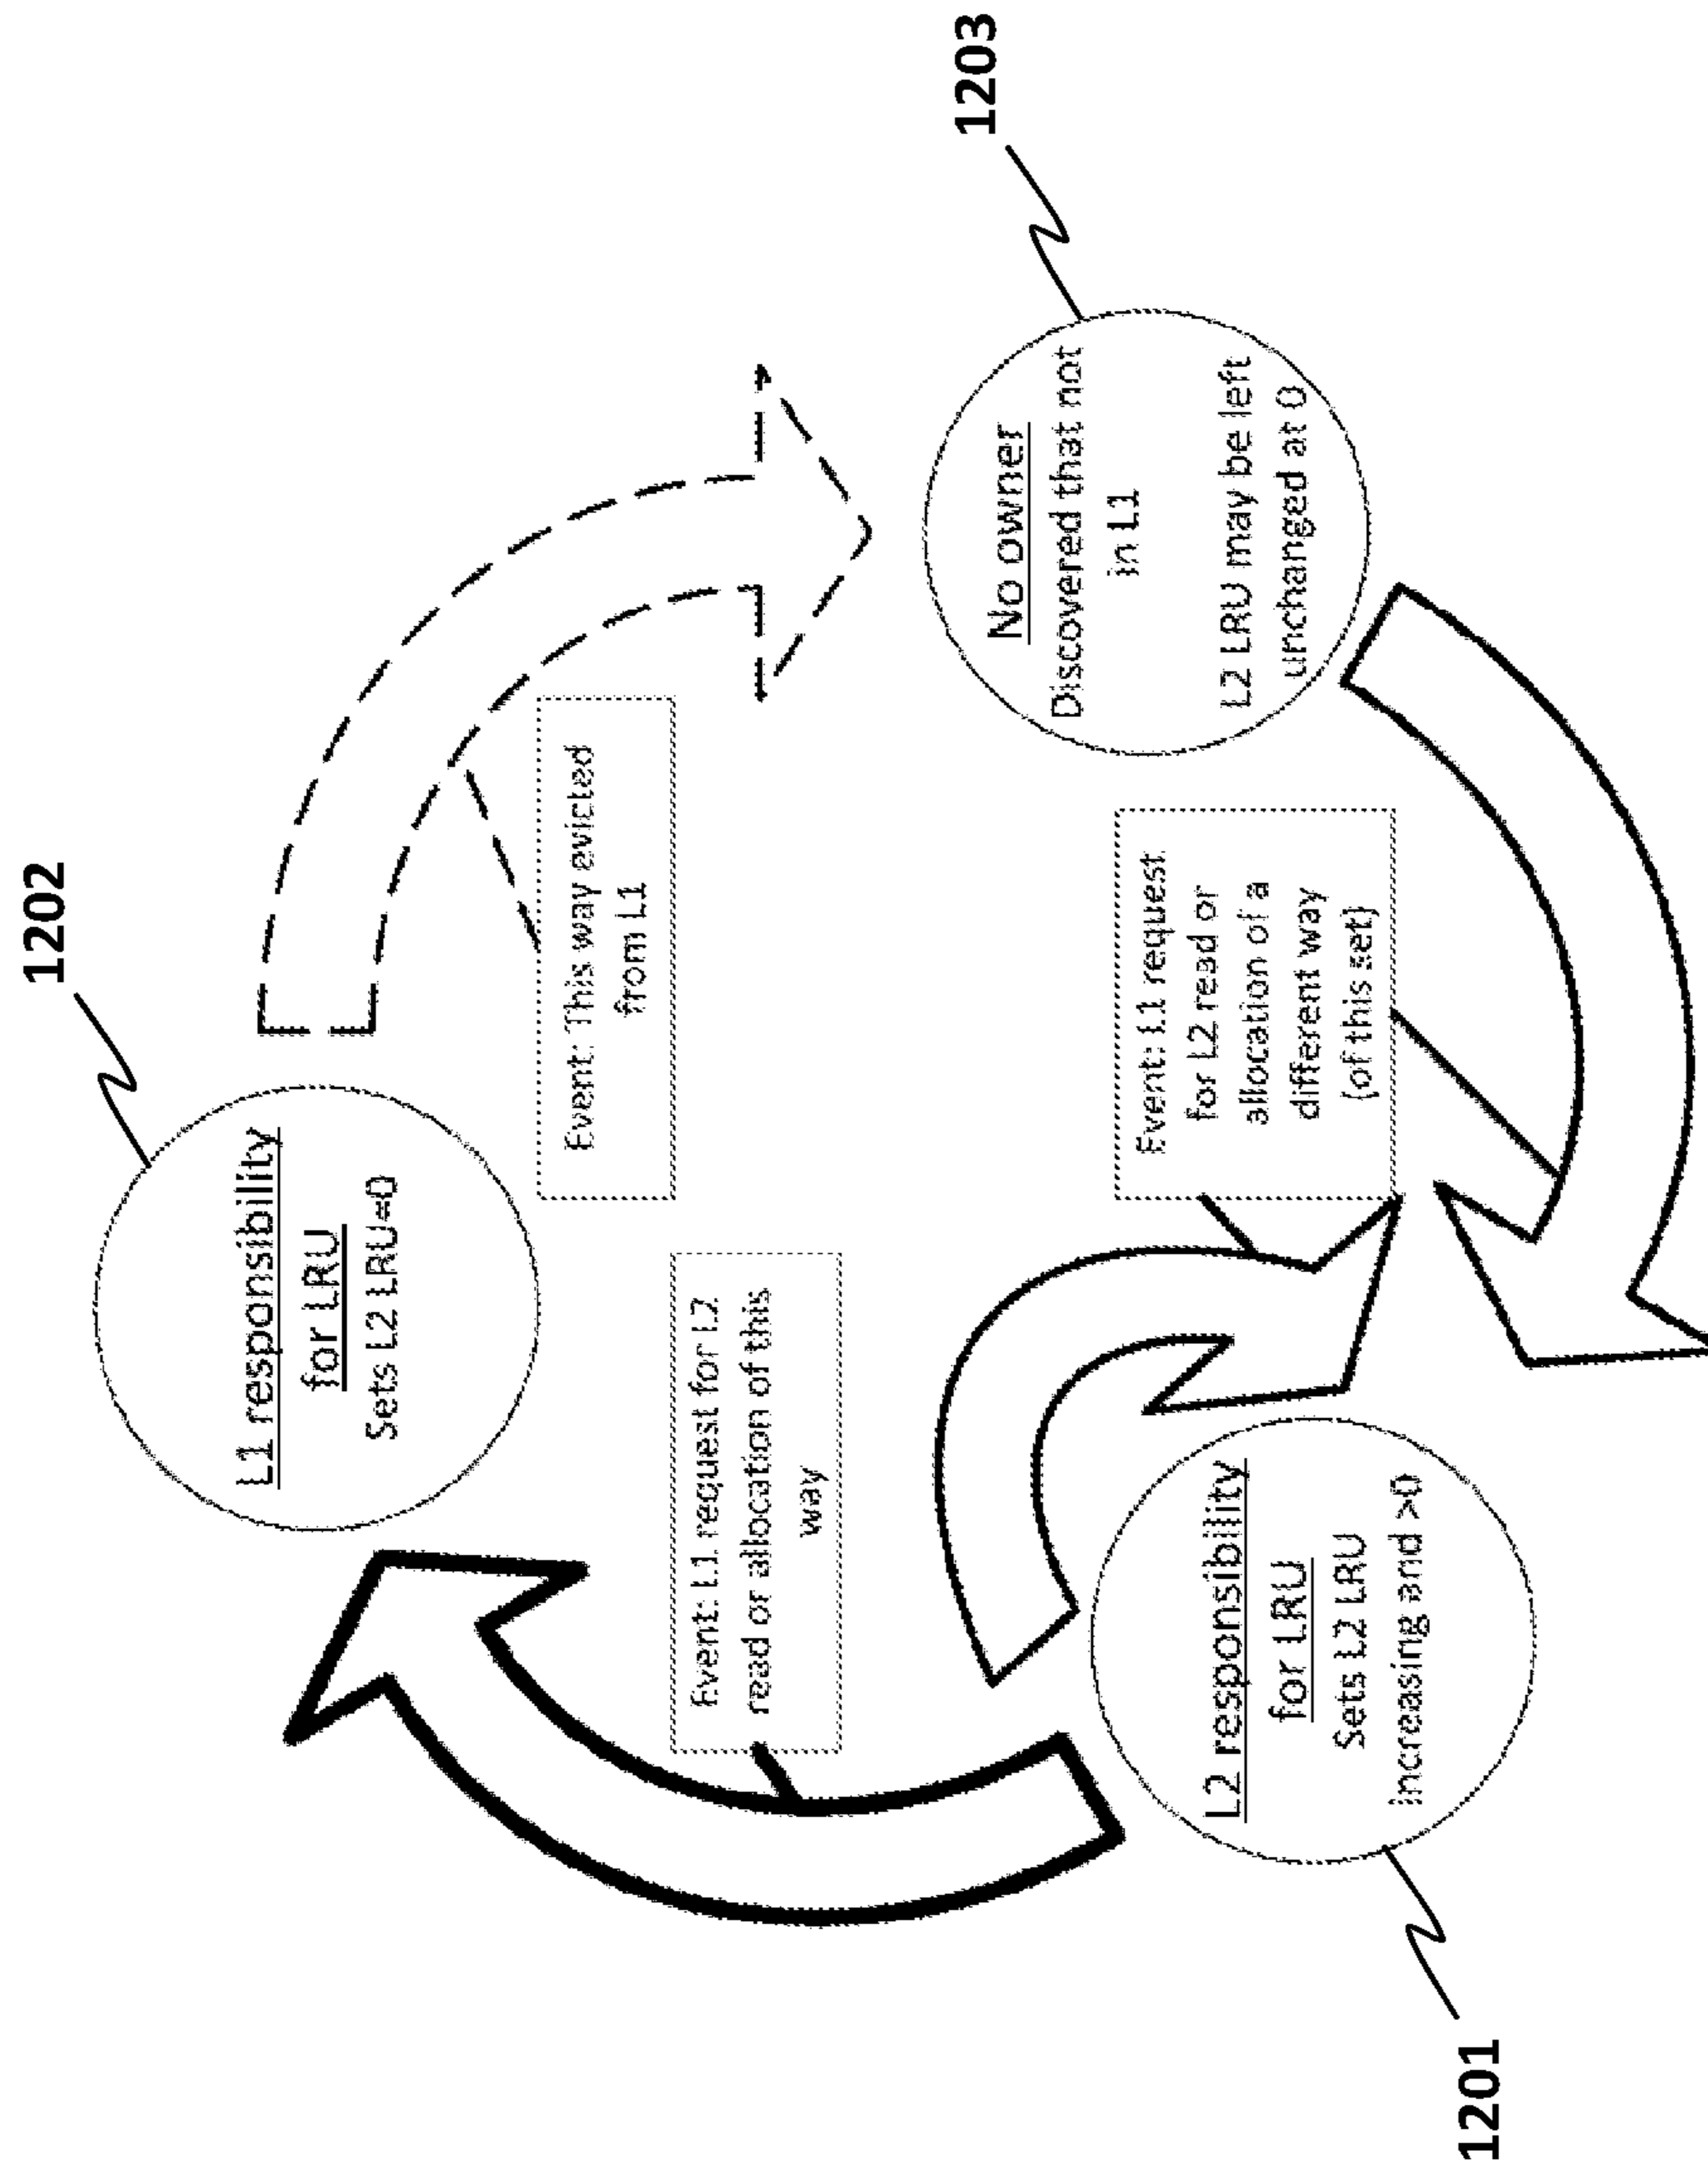 1202
L1 responsibility
for LRU
Sets L2 LRU=0
Event: This way evicted
from L1
1203
No owner
Discovered that not
in L1
L2 LRU may be left
unchanged at 0
Event: L1 request for L2
read or allocation of this
way
Event: L1 request
for L2 read or
allocation of a
different way
(of this set)
L2 responsibility
for LRU
Sets L2 LRU
increasing and >0
1201